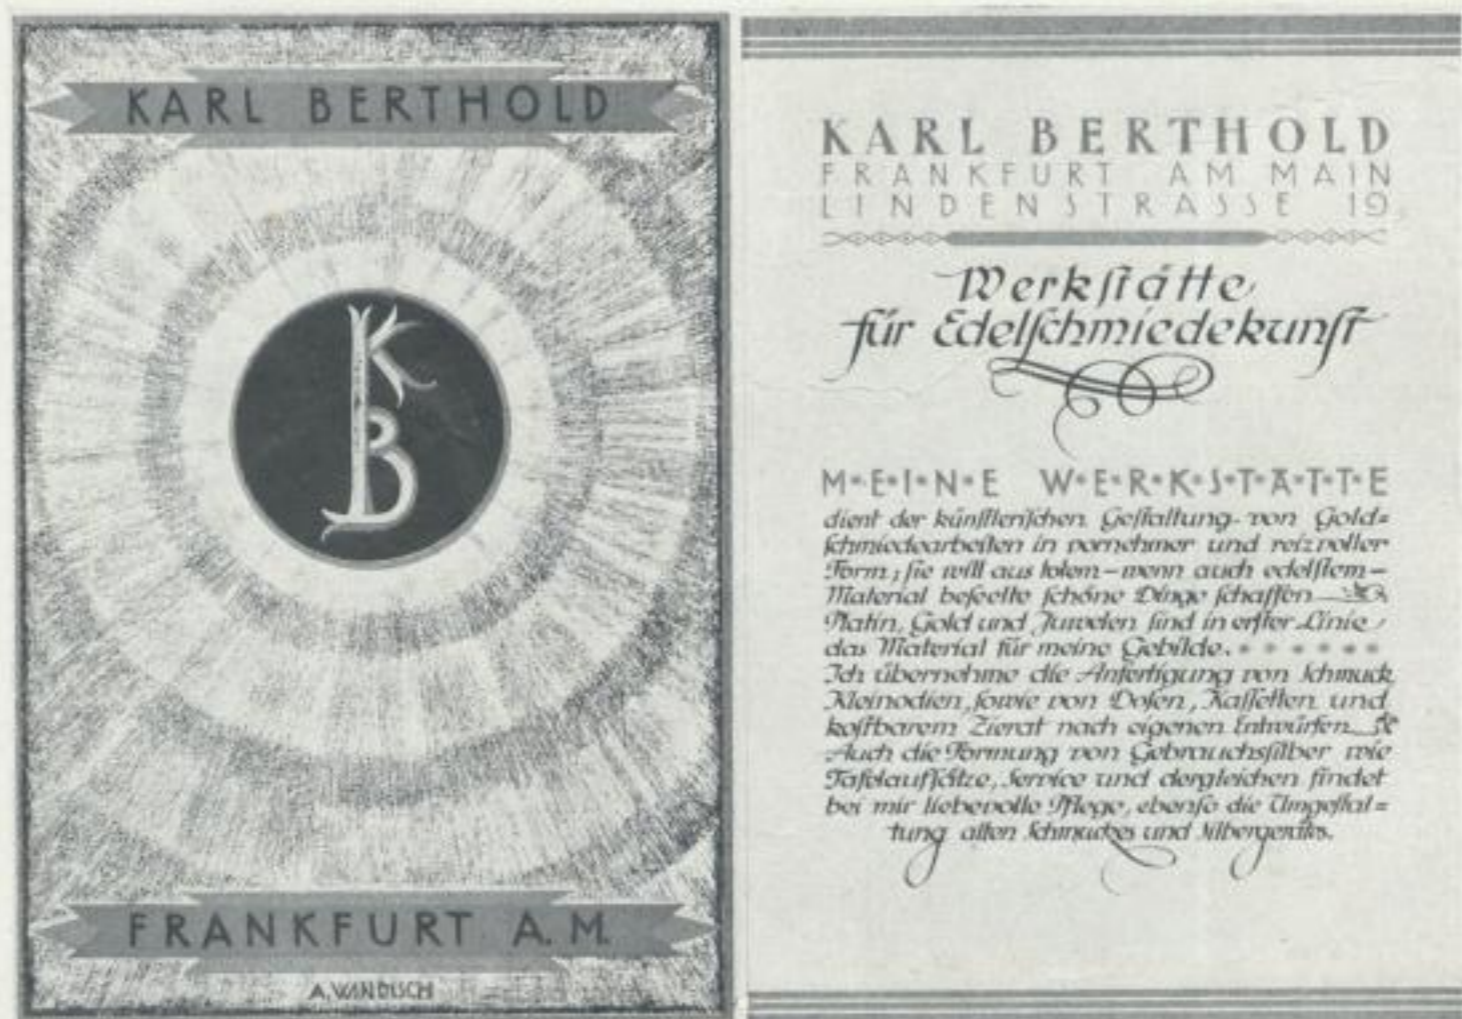 KARL BERTHOLD
K
B
FRANKFURT A. M.
A. WINDISCH
KARL BERTHOLD
FRANKFURT AM MAIN
LINDENSTRASSE 19
Werkſtätte
für Edelſchmiedekunſt
M·E·I·N·E W·E·R·K·S·T·Ä·T·T·E
dient der künſtleriſchen Geſtaltung von Gold=
ſchmiedearbeiten in vornehmer und reizvoller
Form; ſie will aus totem – wenn auch edelſtem –
Material beſeelte ſchöne Dinge ſchaffen
Platin, Gold und Juwelen ſind in erſter Linie
das Material für meine Gebilde.
Ich übernehme die Anfertigung von Schmuck
Kleinodien, ſowie von Doſen, Kaſſetten und
koſtbarem Zierat nach eigenen Entwürfen
Auch die Formung von Gebrauchsſilber wie
Tafelaufſätze, Service und dergleichen findet
bei mir liebevolle Pflege, ebenſo die Umgeſtal=
tung alten Schmuckes und Silbergeräts.